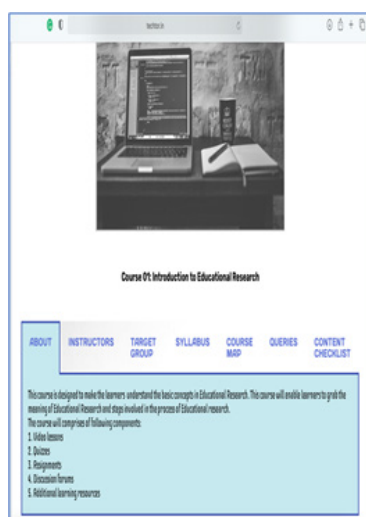 Course 01: Introduction to Educational Research
ABOUT
INSTRUCTORS
TARGET GROUP
SYLLABUS
COURSE MAP
QUERIES
CONTENT CHECKLIST
This course is designed to make the learners understand the basic concepts in Educational Research. This course will enable learners to grab the
meaning of Educational Research and steps involved in the process of Educational research.
The course will comprises of following components:
1. Video lessons
2. Quizzes
3. Assignments
4. Discussion forums
5. Additional learning resources